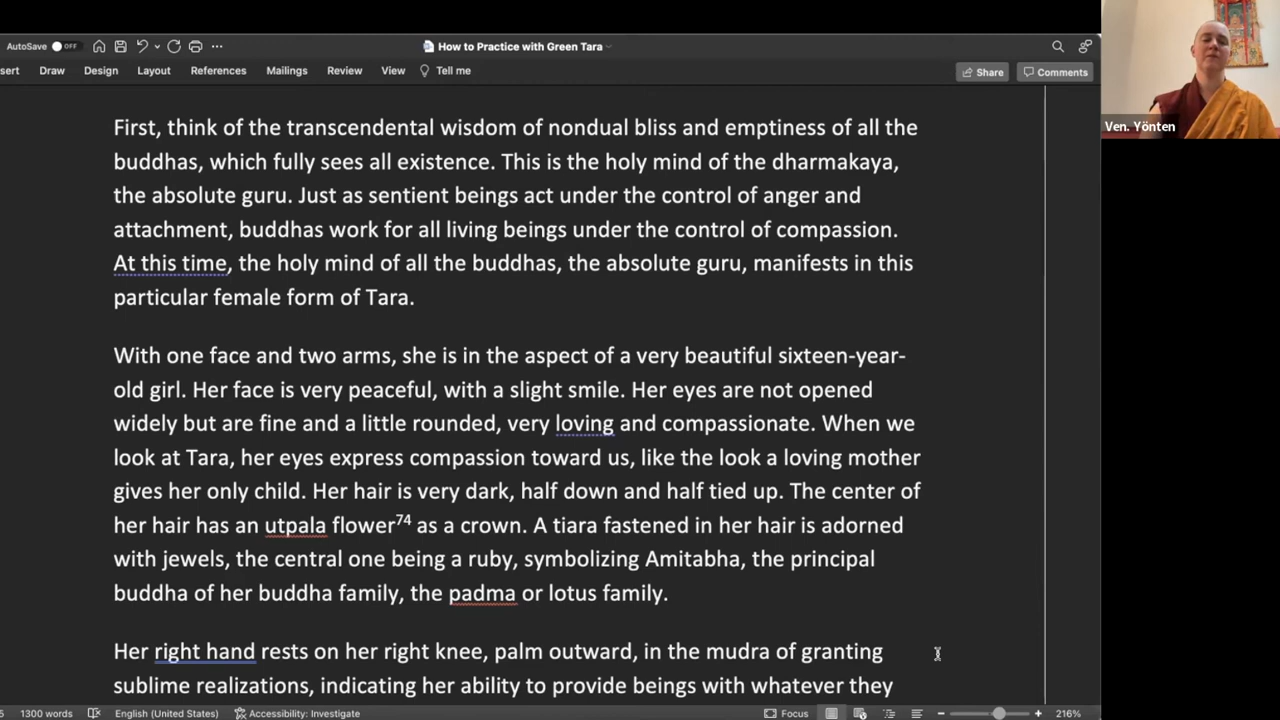 AutoSave OFF
How to Practice with Green Tara
sert Draw Design Layout References Mailings Review View Tell me
Share Comments
Ven. Yönten
First, think of the transcendental wisdom of nondual bliss and emptiness of all the
buddhas, which fully sees all existence. This is the holy mind of the dharmakaya,
the absolute guru. Just as sentient beings act under the control of anger and
attachment, buddhas work for all living beings under the control of compassion.
At this time, the holy mind of all the buddhas, the absolute guru, manifests in this
particular female form of Tara.
With one face and two arms, she is in the aspect of a very beautiful sixteen-year-
old girl. Her face is very peaceful, with a slight smile. Her eyes are not opened
widely but are fine and a little rounded, very loving and compassionate. When we
look at Tara, her eyes express compassion toward us, like the look a loving mother
gives her only child. Her hair is very dark, half down and half tied up. The center of
her hair has an utpala flower74 as a crown. A tiara fastened in her hair is adorned
with jewels, the central one being a ruby, symbolizing Amitabha, the principal
buddha of her buddha family, the padma or lotus family.
Her right hand rests on her right knee, palm outward, in the mudra of granting
sublime realizations, indicating her ability to provide beings with whatever they
5 1300 words English (United States) Accessibility: Investigate Focus 216%